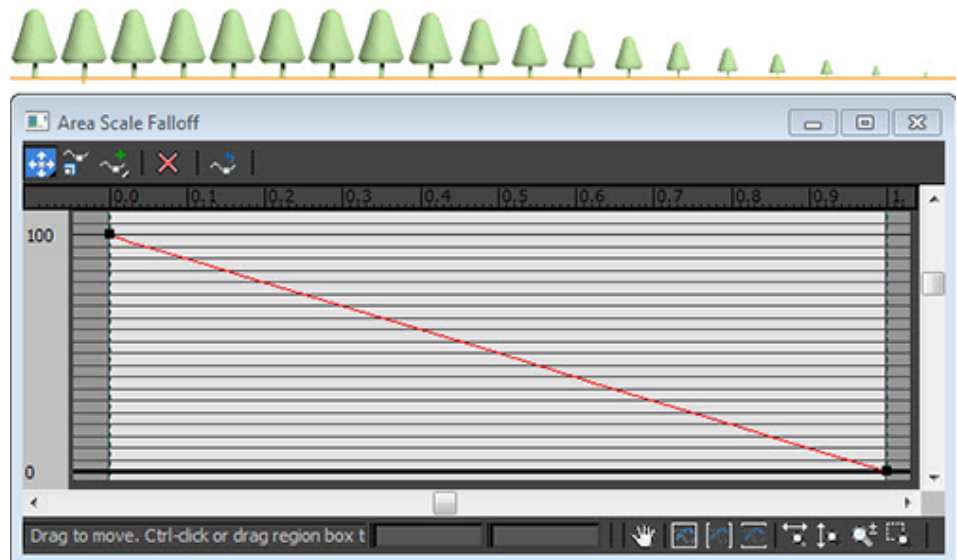 Area Scale Falloff
0.0 0.1 0.2 0.3 0.4 0.5 0.6 0.7 0.8 0.9 1.
100
0
Drag to move. Ctrl-click or drag region box t